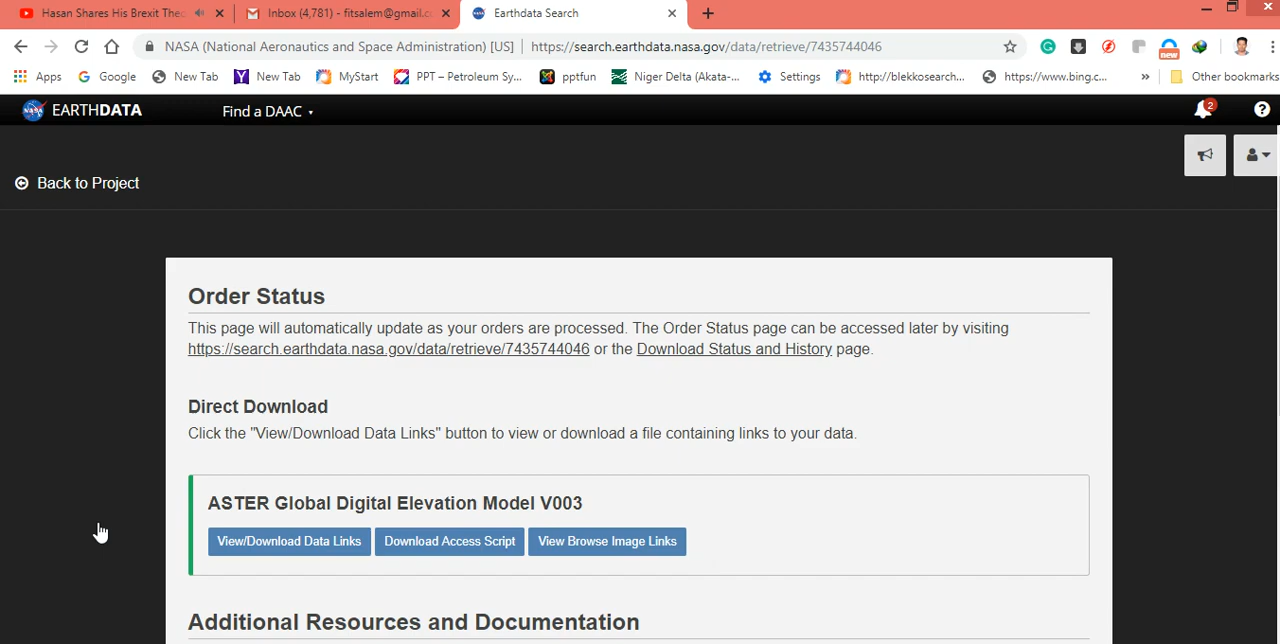 Hasan Shares His Brexit Theo
Inbox (4,781) - fitsalem@gmail.c
Earthdata Search
NASA (National Aeronautics and Space Administration) [US] | https://search.earthdata.nasa.gov/data/retrieve/7435744046
new
Apps Google New Tab New Tab MyStart PPT – Petroleum Sy... pptfun Niger Delta (Akata-... Settings http://blekkosearch... https://www.bing.c... » Other bookmarks
NASA EARTHDATA Find a DAAC 2 ?
Back to Project
Order Status
This page will automatically update as your orders are processed. The Order Status page can be accessed later by visiting
https://search.earthdata.nasa.gov/data/retrieve/7435744046 or the Download Status and History page.
Direct Download
Click the "View/Download Data Links" button to view or download a file containing links to your data.
ASTER Global Digital Elevation Model V003
View/Download Data Links Download Access Script View Browse Image Links
Additional Resources and Documentation